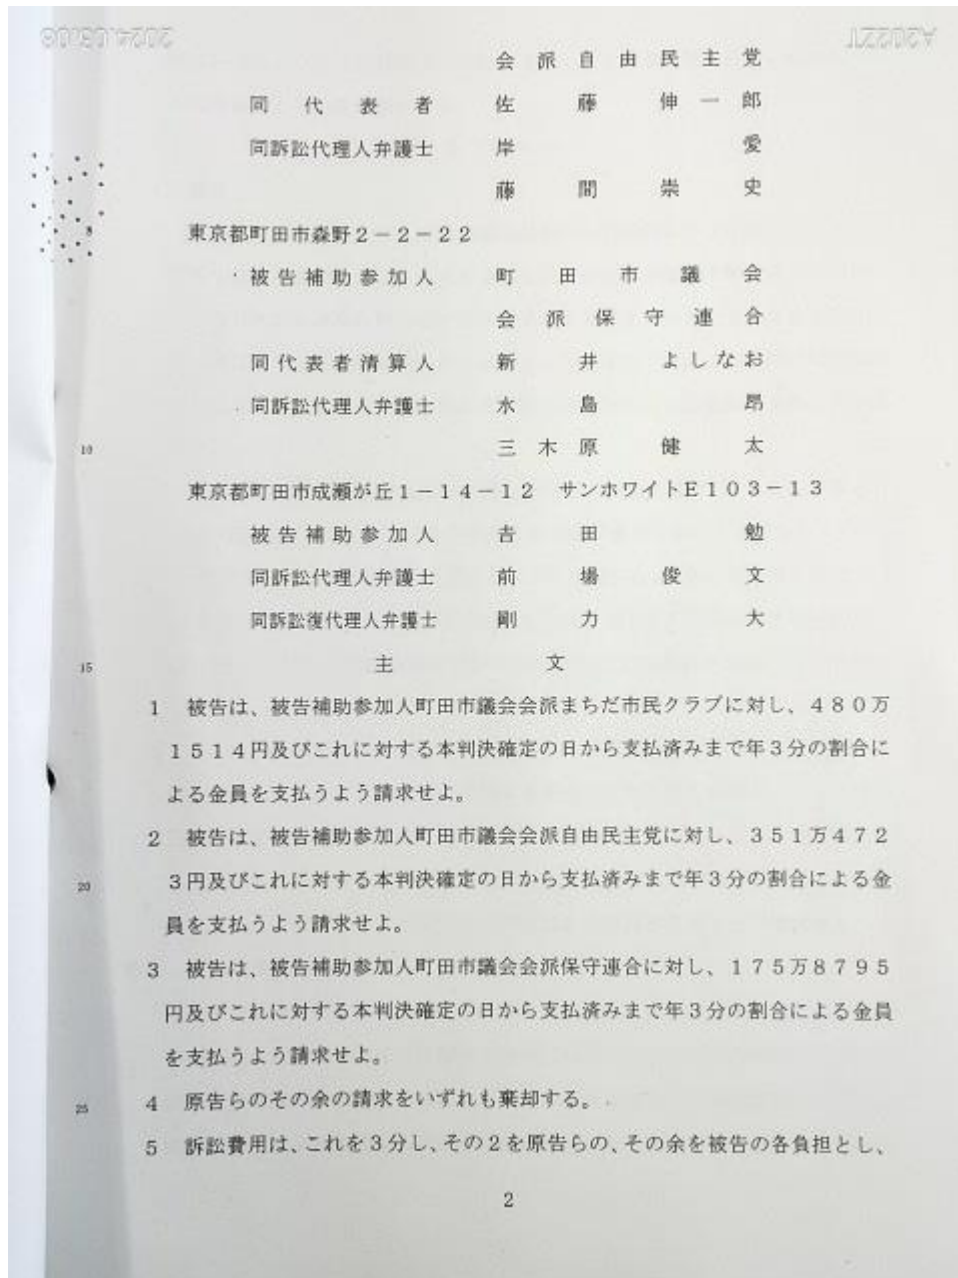 2024.03.08 A202ZT
会派自由民主党
同代表者 佐藤伸一郎
同訴訟代理人弁護士 岸愛
藤間崇史
5
東京都町田市森野2-2-22
被告補助参加人 町田市議会
会派保守連合
同代表者清算人 新井よしなお
同訴訟代理人弁護士 水島昂
10 三木原健太
東京都町田市成瀬が丘1-14-12 サンホワイトE103-13
被告補助参加人 吉田勉
同訴訟代理人弁護士 前場俊文
同訴訟復代理人弁護士 剛力大
15 主文
1 被告は、被告補助参加人町田市議会会派まちだ市民クラブに対し、480万
1514円及びこれに対する本判決確定の日から支払済みまで年3分の割合に
よる金員を支払うよう請求せよ。
2 被告は、被告補助参加人町田市議会会派自由民主党に対し、351万472
20 3円及びこれに対する本判決確定の日から支払済みまで年3分の割合による金
員を支払うよう請求せよ。
3 被告は、被告補助参加人町田市議会会派保守連合に対し、175万8795
円及びこれに対する本判決確定の日から支払済みまで年3分の割合による金員
を支払うよう請求せよ。
25 4 原告らのその余の請求をいずれも棄却する。
5 訴訟費用は、これを3分し、その2を原告らの、その余を被告の各負担とし、
2